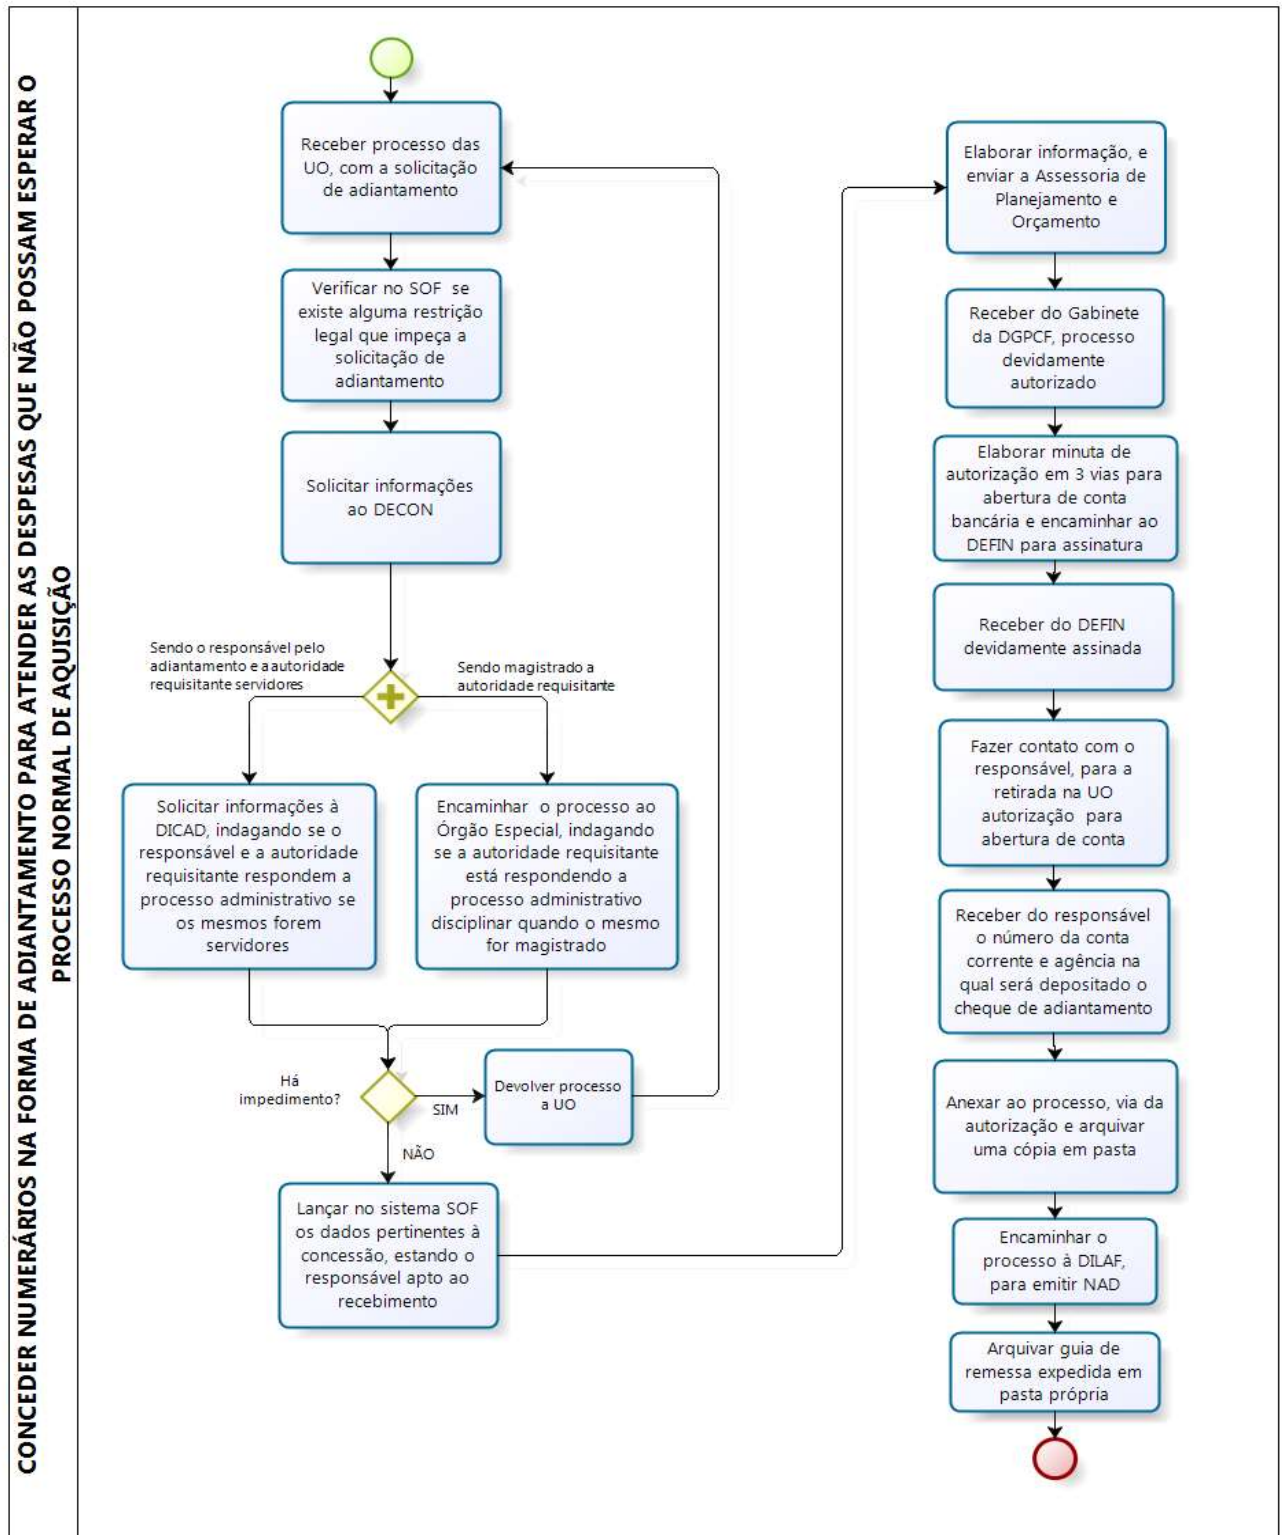 CONCEDER NUMERÁRIOS NA FORMA DE ADIANTAMENTO PARA ATENDER AS DESPESAS QUE NÃO POSSAM ESPERAR O
PROCESSO NORMAL DE AQUISIÇÃO
Receber processo das
UO, com a solicitação
de adiantamento
Verificar no SOF se
existe alguma restrição
legal que impeça a
solicitação de
adiantamento
Solicitar informações
ao DECON
Sendo o responsável pelo
adiantamento e a autoridade
requisitante servidores
Sendo magistrado a
autoridade requisitante
Solicitar informações à
DICAD, indagando se o
responsável e a autoridade
requisitante respondem a
processo administrativo se
os mesmos forem
servidores
Encaminhar o processo ao
Órgão Especial, indagando
se a autoridade requisitante
está respondendo a
processo administrativo
disciplinar quando o mesmo
for magistrado
Há
impedimento?
SIM
Devolver processo
a UO
NÃO
Lançar no sistema SOF
os dados pertinentes à
concessão, estando o
responsável apto ao
recebimento
Elaborar informação, e
enviar a Assessoria de
Planejamento e
Orçamento
Receber do Gabinete
da DGPCF, processo
devidamente
autorizado
Elaborar minuta de
autorização em 3 vias para
abertura de conta
bancária e encaminhar ao
DEFIN para assinatura
Receber do DEFIN
devidamente assinada
Fazer contato com o
responsável, para a
retirada na UO
autorização para
abertura de conta
Receber do responsável
o número da conta
corrente e agência na
qual será depositado o
cheque de adiantamento
Anexar ao processo, via da
autorização e arquivar
uma cópia em pasta
Encaminhar o
processo à DILAF,
para emitir NAD
Arquivar guia de
remessa expedida em
pasta própria